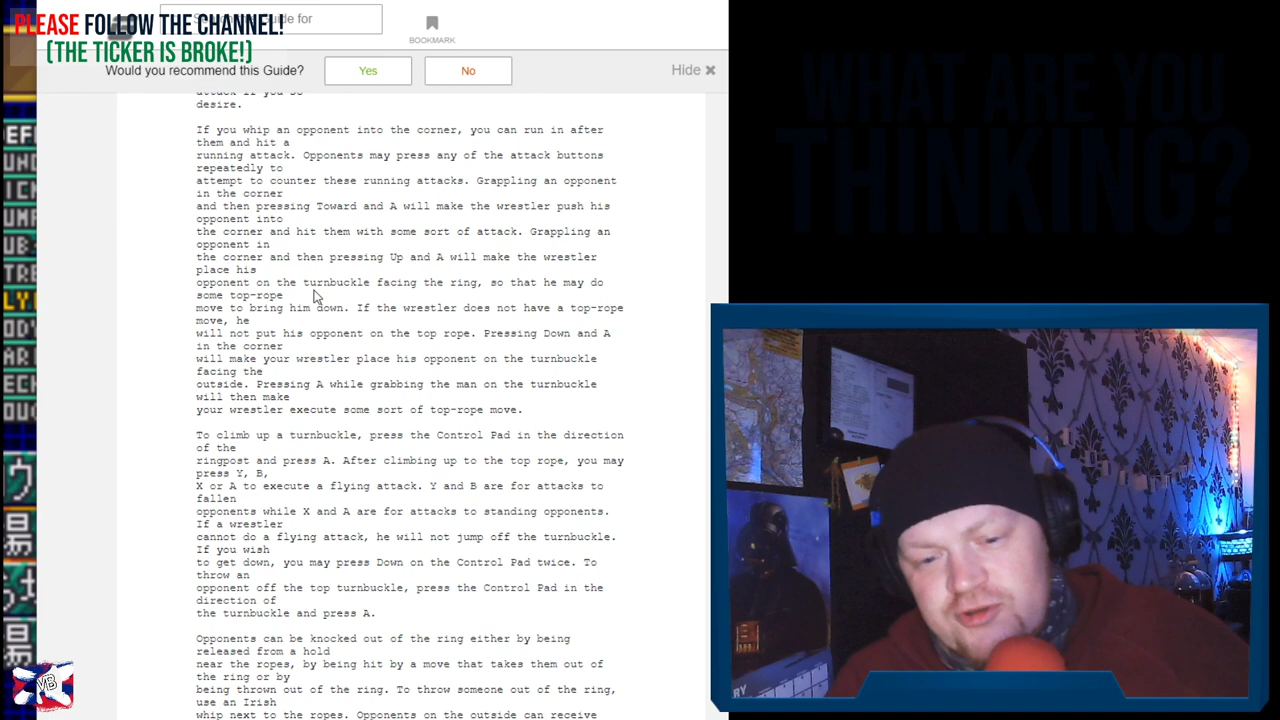 PLEASE FOLLOW THE CHANNEL!
(THE TICKER IS BROKE!)
Guide for
BOOKMARK
Would you recommend this Guide?
Yes
No
Hide ✖
attack if you so
desire.
If you whip an opponent into the corner, you can run in after
them and hit a
running attack. Opponents may press any of the attack buttons
repeatedly to
attempt to counter these running attacks. Grappling an opponent
in the corner
and then pressing Toward and A will make the wrestler push his
opponent into
the corner and hit them with some sort of attack. Grappling an
opponent in
the corner and then pressing Up and A will make the wrestler
place his
opponent on the turnbuckle facing the ring, so that he may do
some top-rope
move to bring him down. If the wrestler does not have a top-rope
move, he
will not put his opponent on the top rope. Pressing Down and A
in the corner
will make your wrestler place his opponent on the turnbuckle
facing the
outside. Pressing A while grabbing the man on the turnbuckle
will then make
your wrestler execute some sort of top-rope move.
To climb up a turnbuckle, press the Control Pad in the direction
of the
ringpost and press A. After climbing up to the top rope, you may
press Y, B,
X or A to execute a flying attack. Y and B are for attacks to
fallen
opponents while X and A are for attacks to standing opponents.
If a wrestler
cannot do a flying attack, he will not jump off the turnbuckle.
If you wish
to get down, you may press Down on the Control Pad twice. To
throw an
opponent off the top turnbuckle, press the Control Pad in the
direction of
the turnbuckle and press A.
Opponents can be knocked out of the ring either by being
released from a hold
near the ropes, by being hit by a move that takes them out of
the ring or by
being thrown out of the ring. To throw someone out of the ring,
use an Irish
whip next to the ropes. Opponents on the outside can receive
WHAT ARE YOU
THINKING?
VB